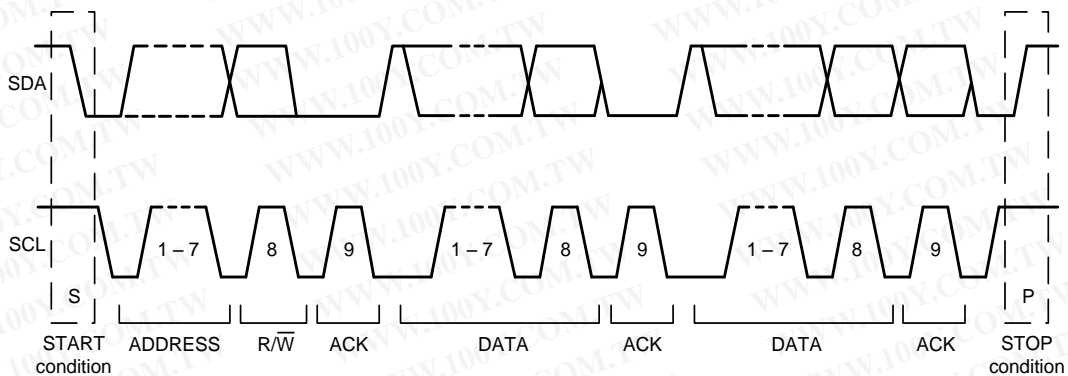 SDA
SCL
1 – 7
8
9
1 – 7
8
9
1 – 7
8
9
S
P
START
condition
ADDRESS
R/W̅
ACK
DATA
ACK
DATA
ACK
STOP
condition
WWW.100Y.COM.TW